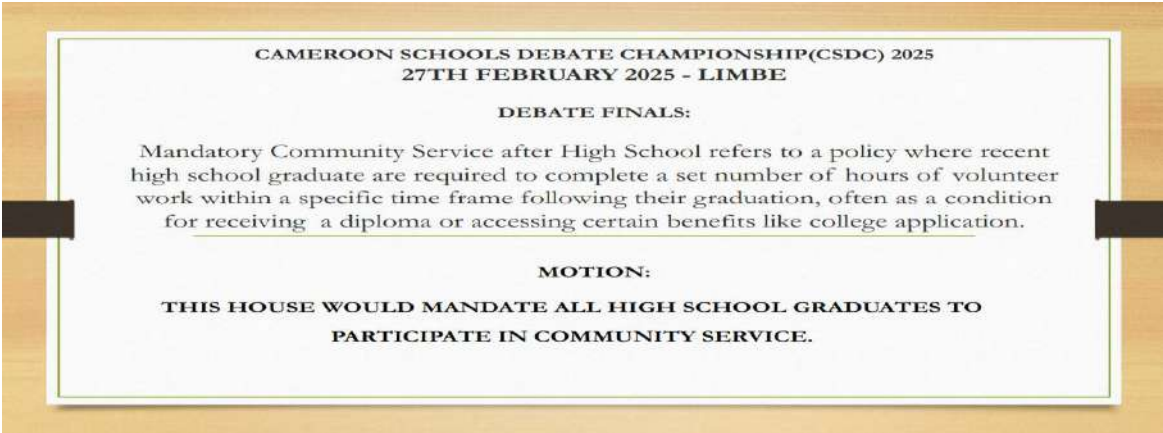 CAMEROON SCHOOLS DEBATE CHAMPIONSHIP(CSDC) 2025
27TH FEBRUARY 2025 - LIMBE
DEBATE FINALS:
Mandatory Community Service after High School refers to a policy where recent
high school graduate are required to complete a set number of hours of volunteer
work within a specific time frame following their graduation, often as a condition
for receiving a diploma or accessing certain benefits like college application.
MOTION:
THIS HOUSE WOULD MANDATE ALL HIGH SCHOOL GRADUATES TO
PARTICIPATE IN COMMUNITY SERVICE.